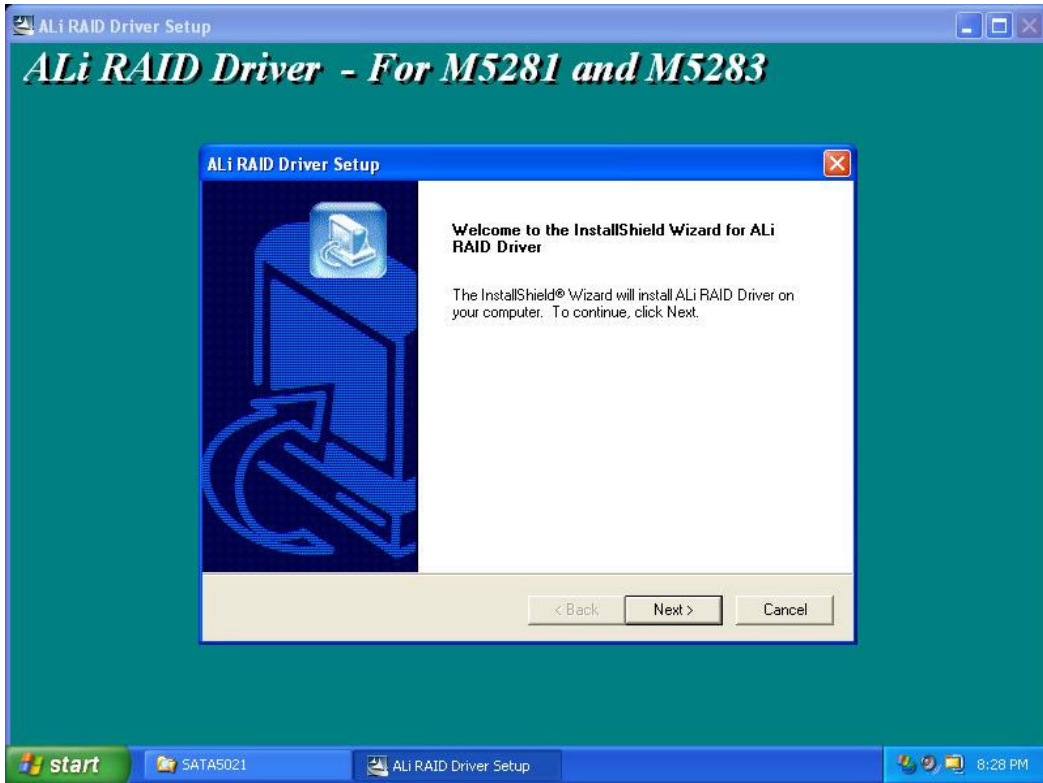 ALi RAID Driver Setup
ALi RAID Driver - For M5281 and M5283
ALi RAID Driver Setup
Welcome to the InstallShield Wizard for ALi
RAID Driver
The InstallShield® Wizard will install ALi RAID Driver on
your computer. To continue, click Next.
< Back
Next >
Cancel
start
SATA5021
ALi RAID Driver Setup
8:28 PM